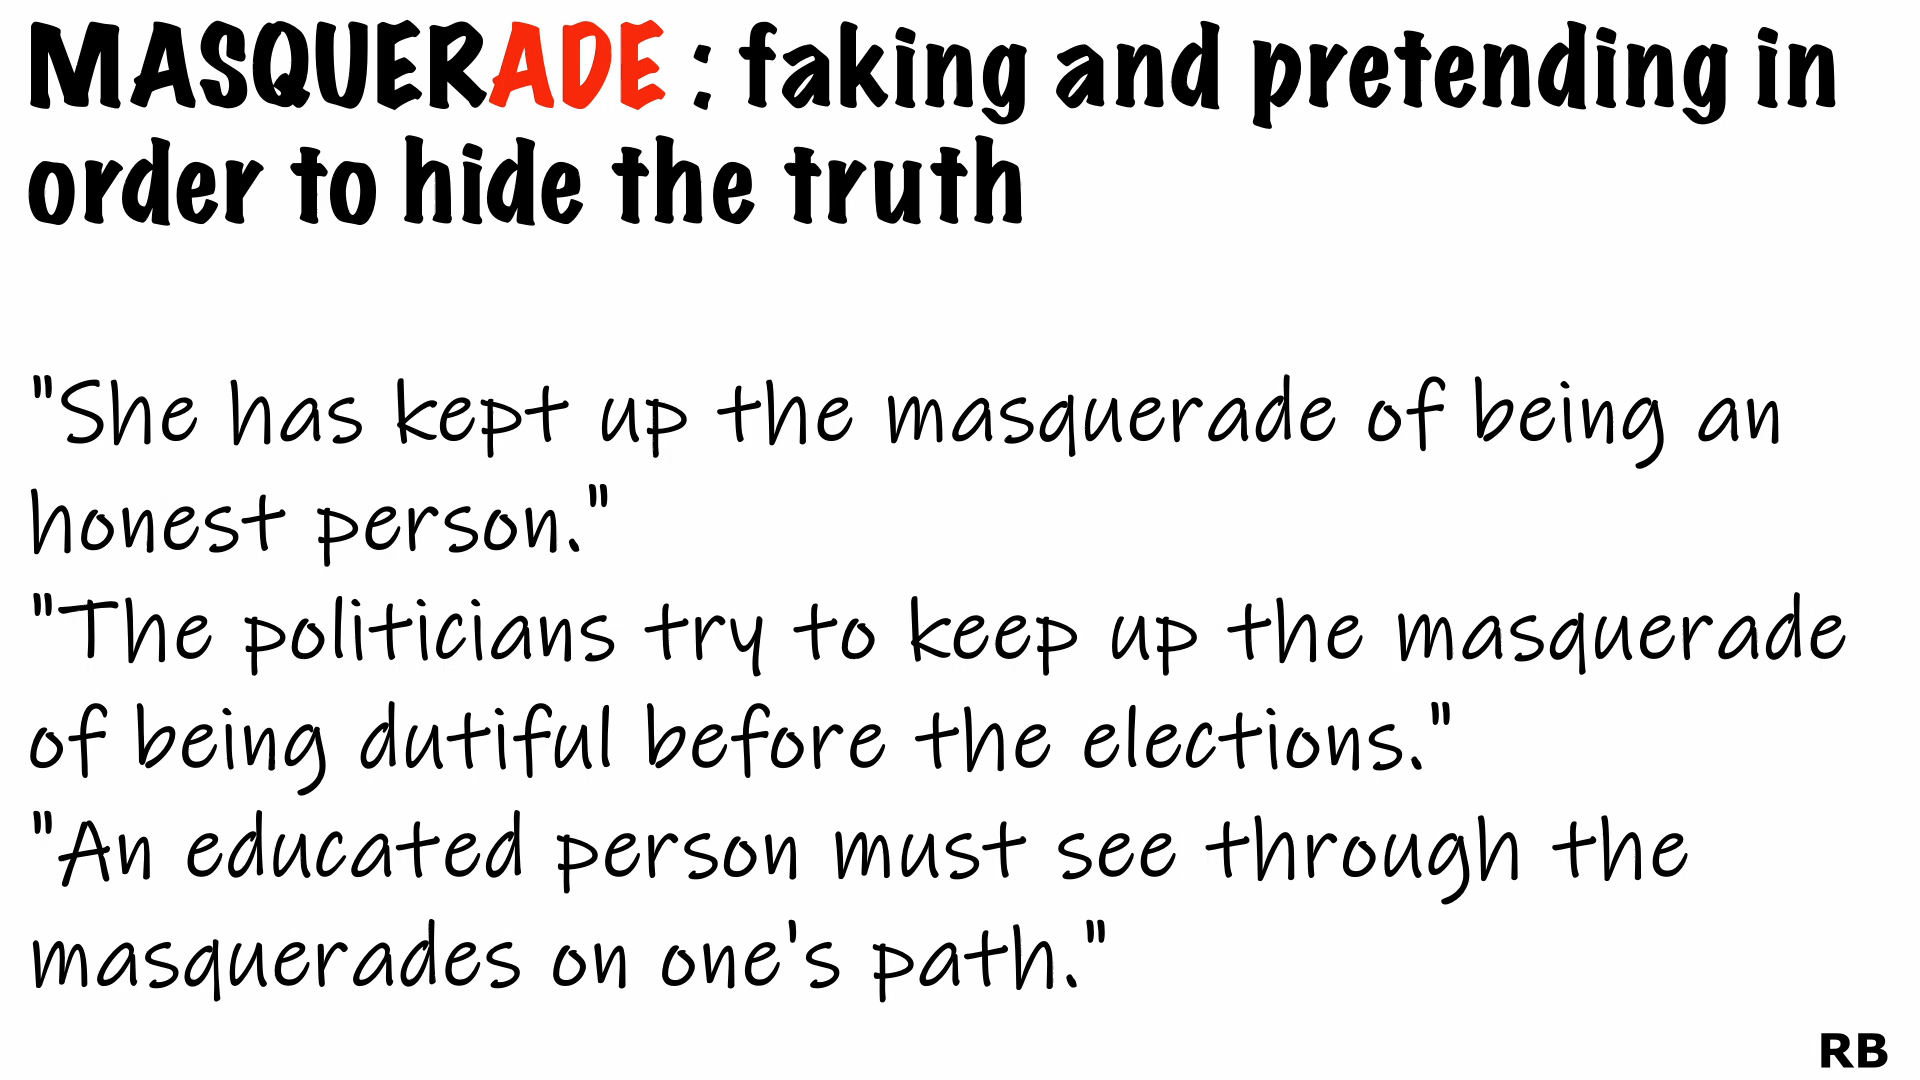 MASQUERADE : faking and pretending in
order to hide the truth
"She has kept up the masquerade of being an
honest person."
"The politicians try to keep up the masquerade
of being dutiful before the elections."
"An educated person must see through the
masquerades on one's path."
RB